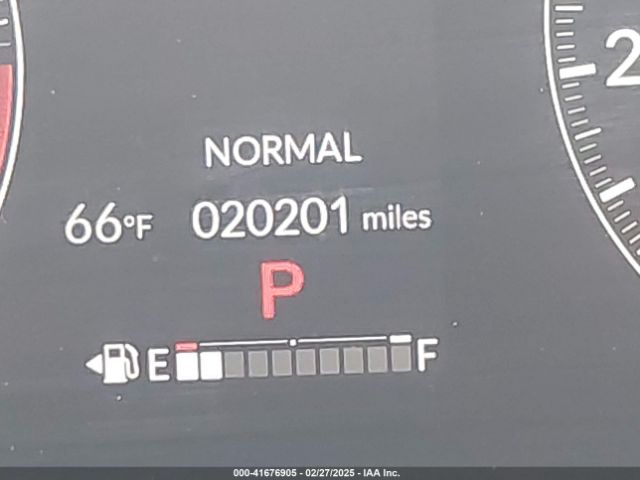 2
NORMAL
66°F 020201 miles
P
E F
000-41676905 - 02/27/2025 - IAA Inc.